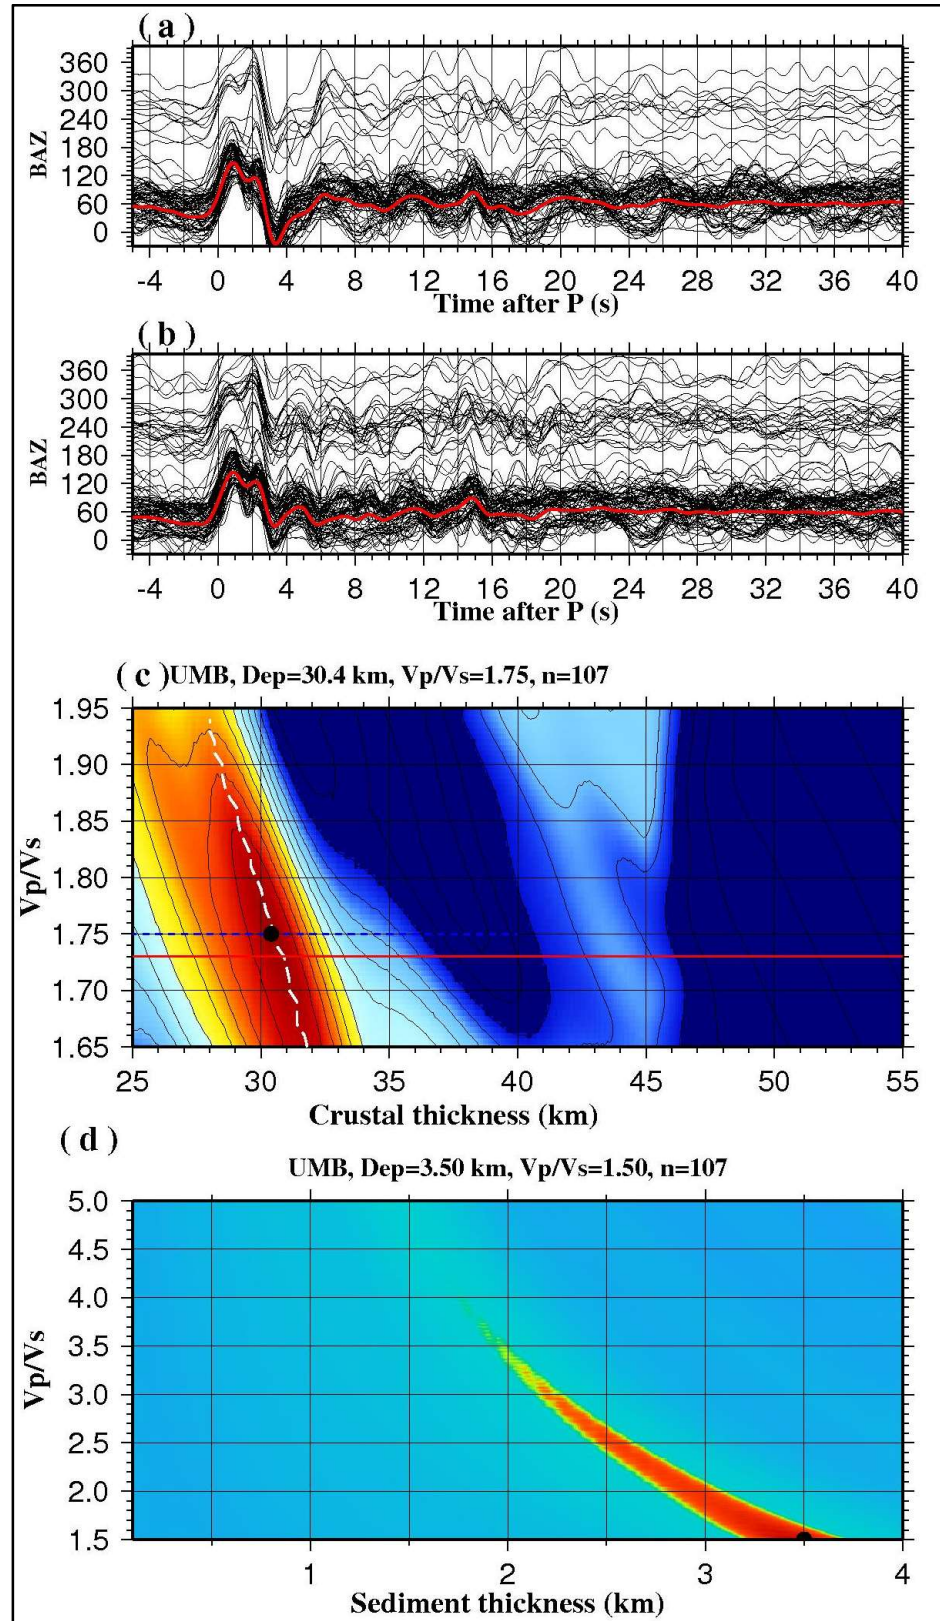 ( a )
360
300
240
180
120
60
0
BAZ
-4 0 4 8 12 16 20 24 28 32 36 40
Time after P (s)
( b )
360
300
240
180
120
60
0
BAZ
-4 0 4 8 12 16 20 24 28 32 36 40
Time after P (s)
( c ) UMB, Dep=30.4 km, Vp/Vs=1.75, n=107
1.95
1.90
1.85
1.80
1.75
1.70
1.65
Vp/Vs
25 30 35 40 45 50 55
Crustal thickness (km)
( d )
UMB, Dep=3.50 km, Vp/Vs=1.50, n=107
5.0
4.5
4.0
3.5
3.0
2.5
2.0
1.5
Vp/Vs
1 2 3 4
Sediment thickness (km)